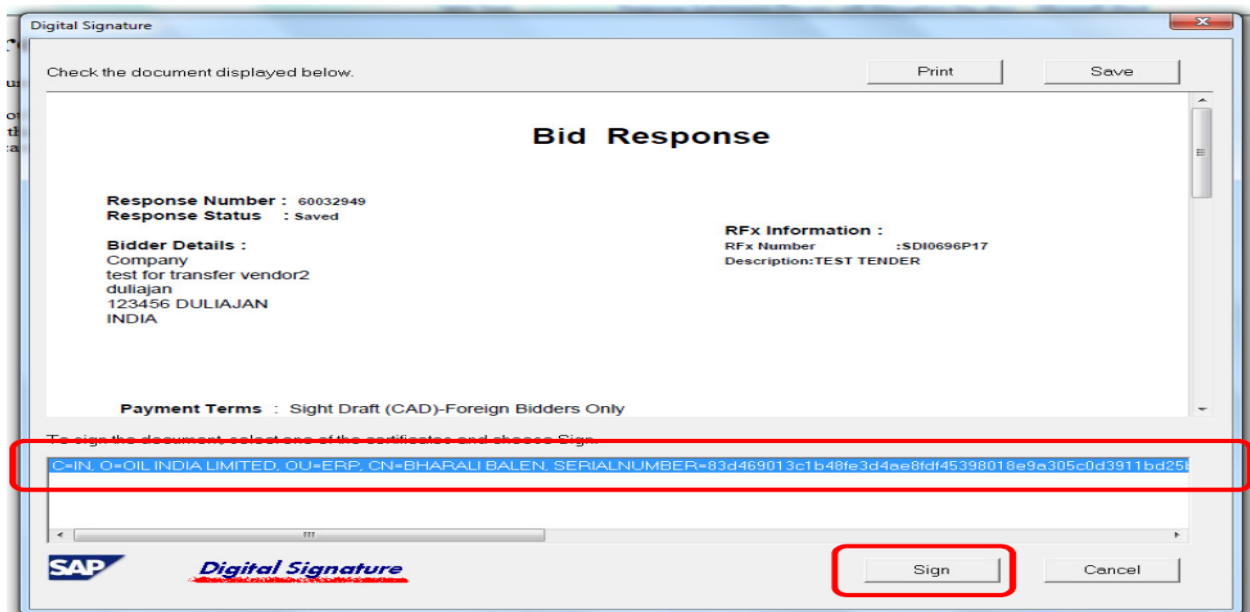 Digital Signature
Check the document displayed below.
Print
Save
Bid Response
Response Number : 60032949
Response Status : Saved
RFx Information :
Bidder Details :
RFx Number :SDI0696P17
Company
Description:TEST TENDER
test for transfer vendor2
duliajan
123456 DULIAJAN
INDIA
Payment Terms : Sight Draft (CAD)-Foreign Bidders Only
To sign the document, select one of the certificates and choose Sign.
C=IN, O=OIL INDIA LIMITED, OU=ERP, CN=BHARALI BALEN, SERIALNUMBER=83d469013c1b48fe3d4ae8fdf45398018e9a305c0d3911bd25
SAP
Digital Signature
Sign
Cancel